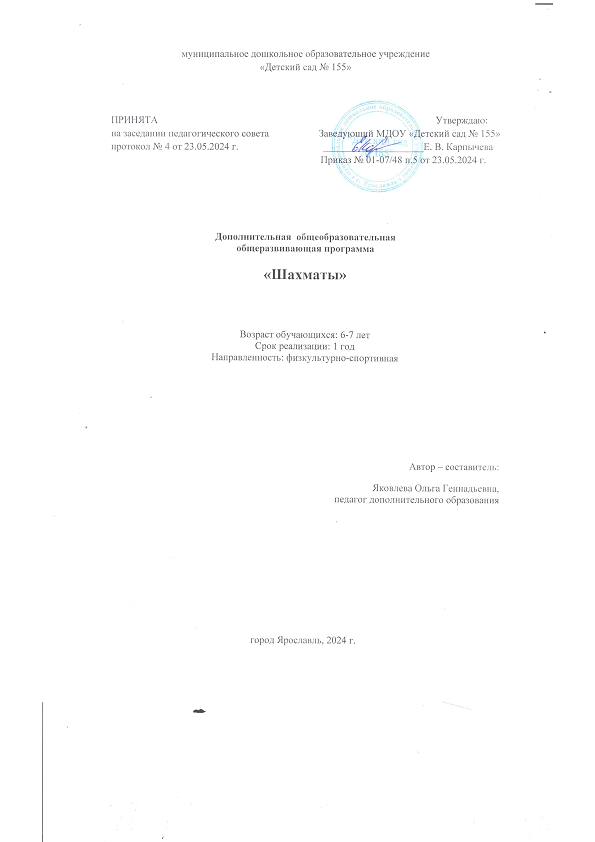 муниципальное дошкольное образовательное учреждение
«Детский сад № 155»
ПРИНЯТА
на заседании педагогического совета
протокол № 4 от 23.05.2024 г.
Утверждаю:
Заведующий МДОУ «Детский сад № 155»
Е. В. Карпычева
Приказ № 01-07/48 п.5 от 23.05.2024 г.
Дополнительная общеобразовательная
общеразвивающая программа
«Шахматы»
Возраст обучающихся: 6-7 лет
Срок реализации: 1 год
Направленность: физкультурно-спортивная
Автор – составитель:
Яковлева Ольга Геннадьевна,
педагог дополнительного образования
город Ярославль, 2024 г.